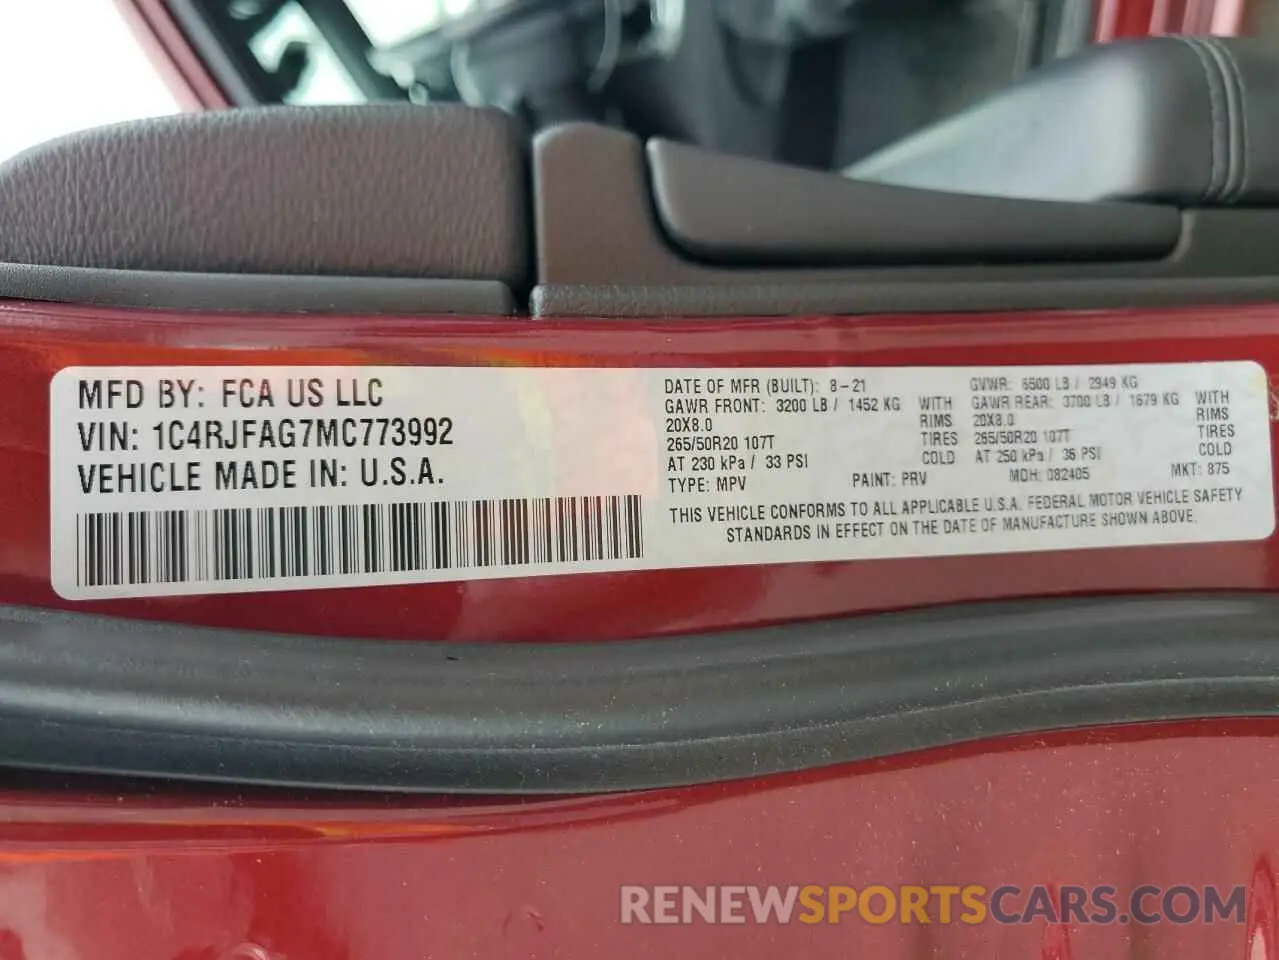 MFD BY: FCA US LLC
VIN: 1C4RJFAG7MC773992
VEHICLE MADE IN: U.S.A.
DATE OF MFR (BUILT): 8-21
GAWR FRONT: 3200 LB / 1452 KG WITH
20X8.0 RIMS
265/50R20 107T TIRES
AT 230 kPa / 33 PSI COLD
TYPE: MPV PAINT: PRV
GVWR: 6500 LB / 2949 KG
GAWR REAR: 3700 LB / 1679 KG WITH
20X8.0 RIMS
265/50R20 107T TIRES
AT 250 kPa / 36 PSI COLD
MDH: 082405 MKT: 875
THIS VEHICLE CONFORMS TO ALL APPLICABLE U.S.A. FEDERAL MOTOR VEHICLE SAFETY
STANDARDS IN EFFECT ON THE DATE OF MANUFACTURE SHOWN ABOVE.
RENEWSPORTSCARS.COM